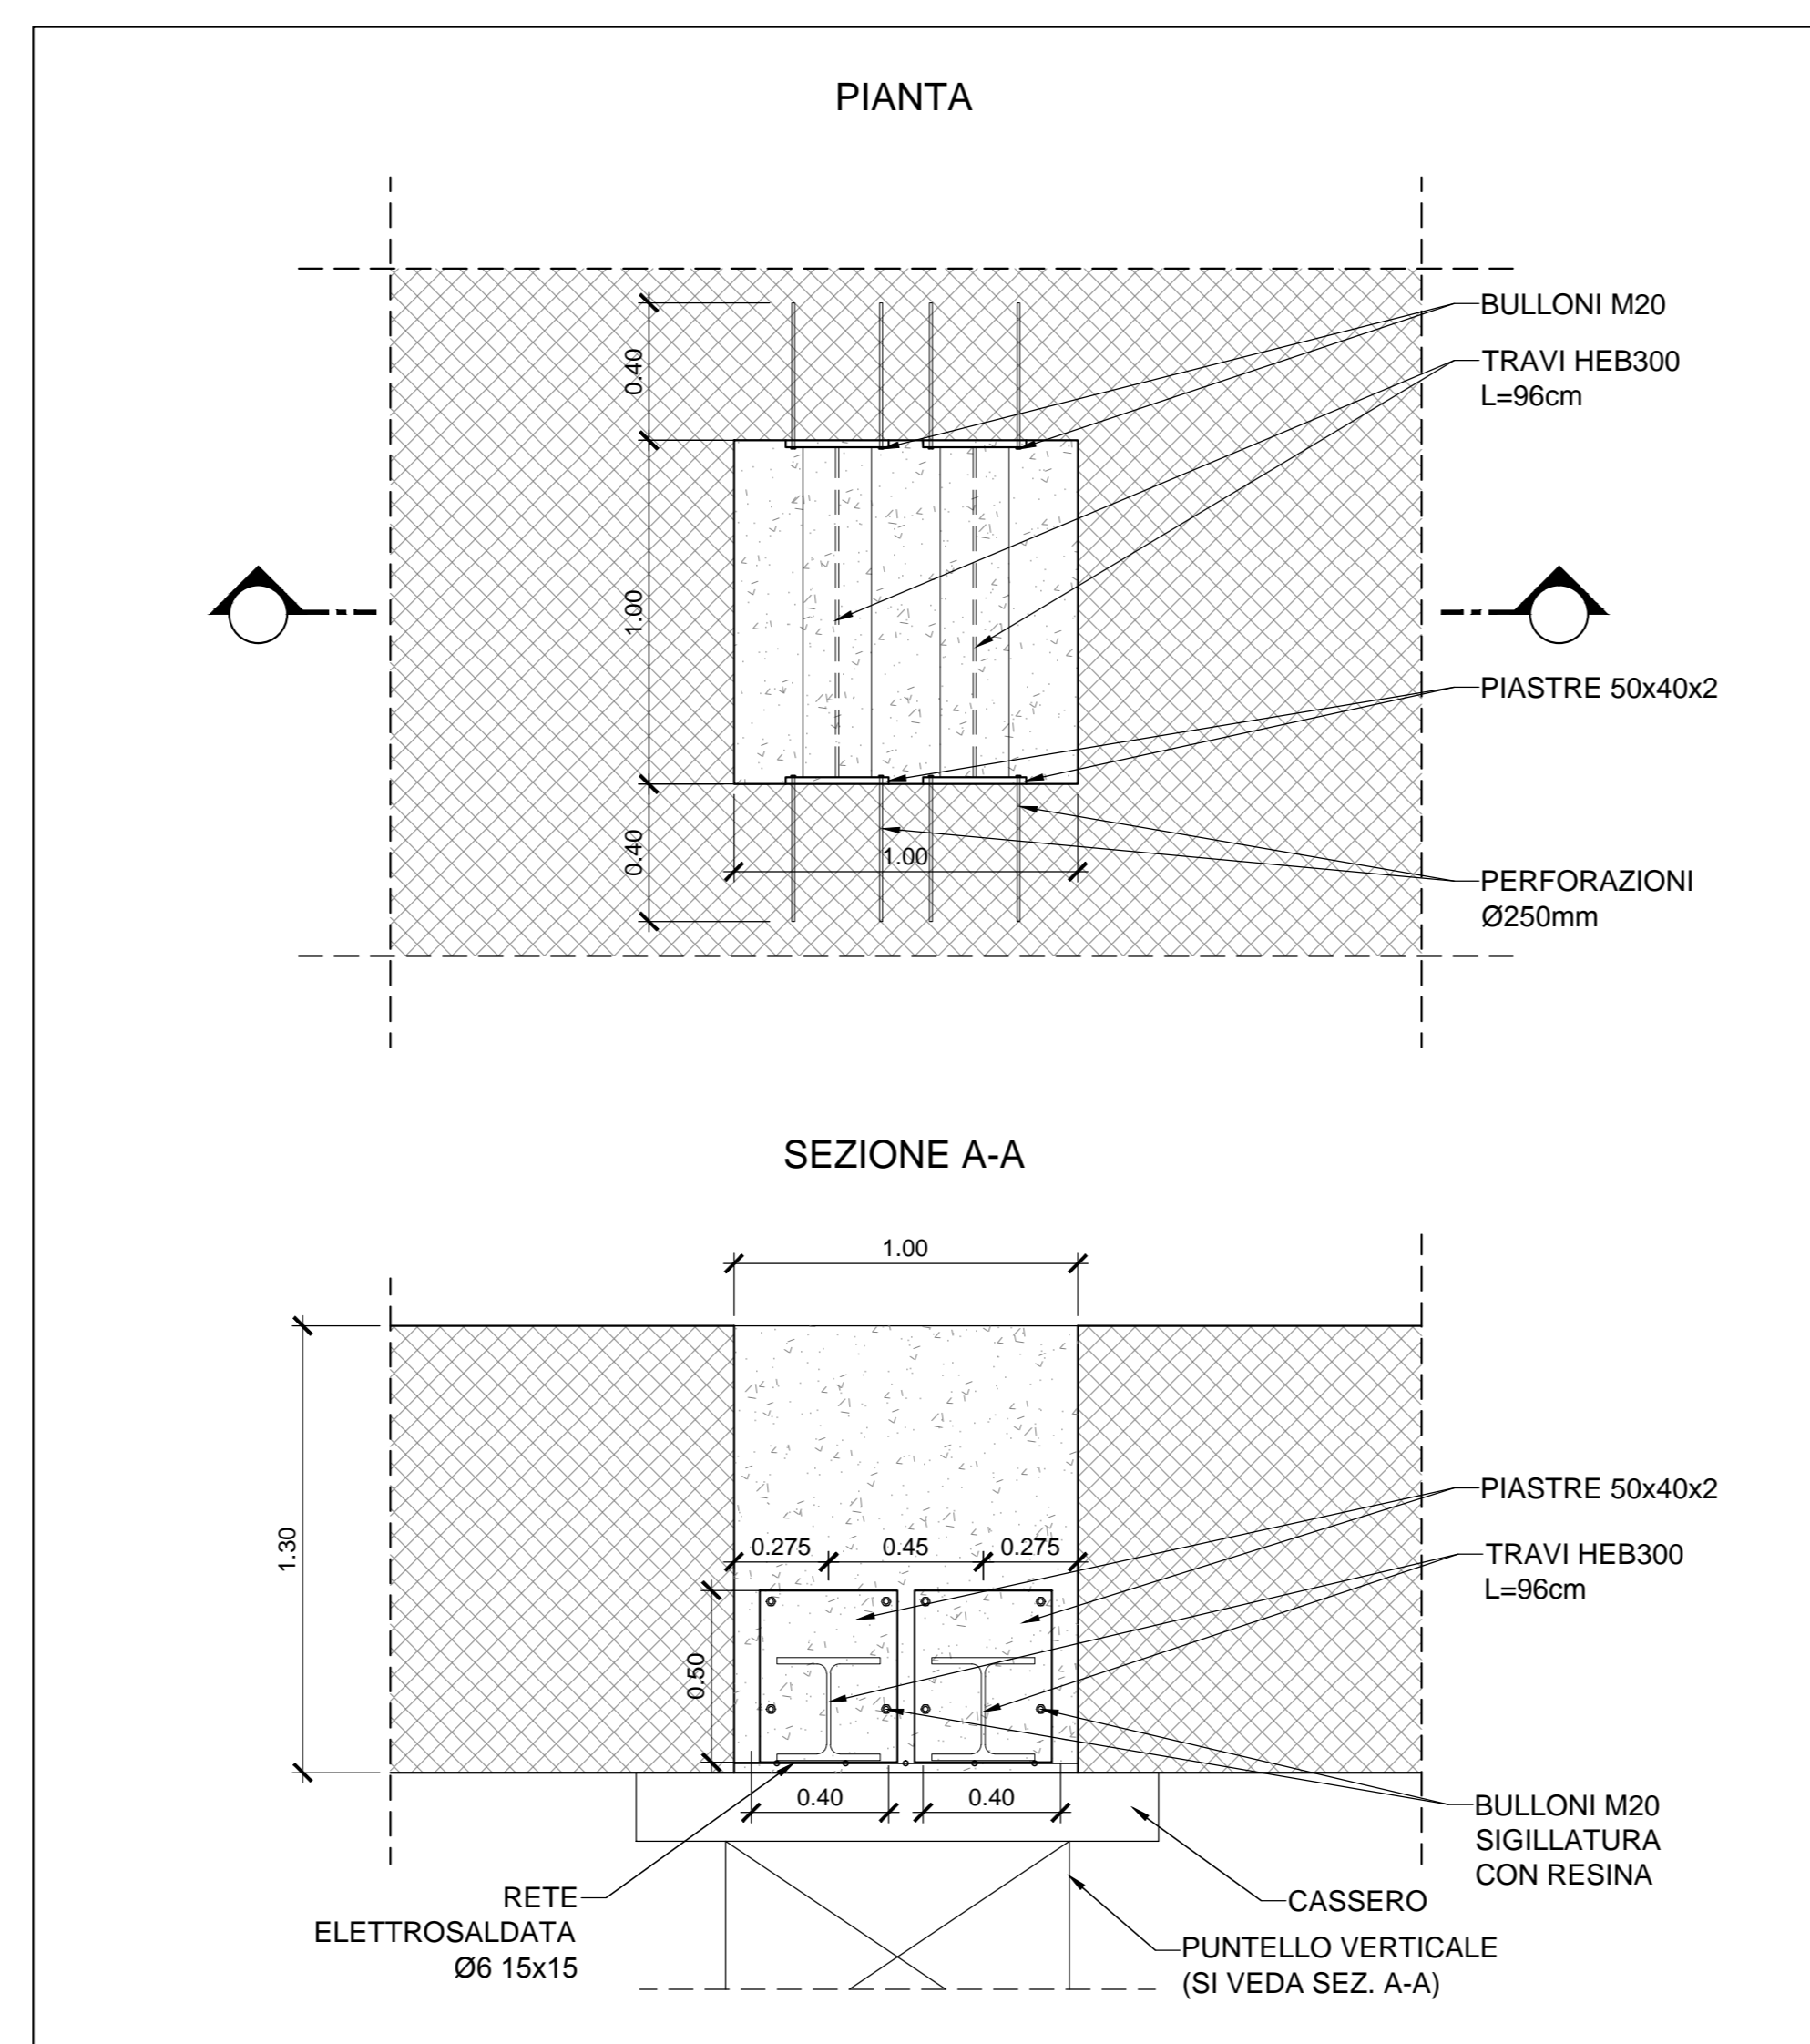 PIANTA
BULLONI M20
TRAVI HEB300
L=96cm
0.40
1.00
PIASTRE 50x40x2
0.40
1.00
PERFORAZIONI
Ø250mm
SEZIONE A-A
1.00
1.30
PIASTRE 50x40x2
0.275
0.45
0.275
TRAVI HEB300
L=96cm
0.50
0.40
0.40
BULLONI M20
SIGILLATURA
CON RESINA
RETE
ELETTROSALDATA
Ø6 15x15
CASSERO
PUNTELLO VERTICALE
(SI VEDA SEZ. A-A)